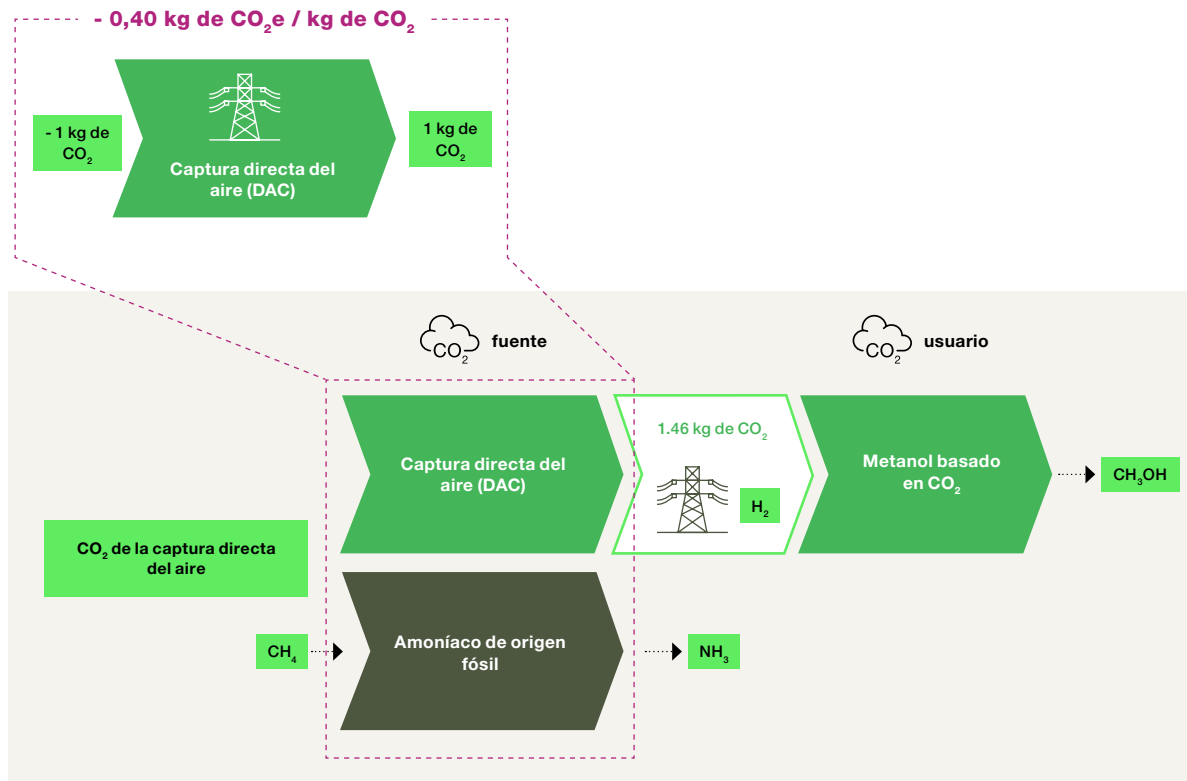 - 0,40 kg de CO₂e / kg de CO₂
- 1 kg de
CO₂
1 kg de
CO₂
Captura directa del
aire (DAC)
CO₂ fuente
CO₂ usuario
Captura directa del
aire (DAC)
1.46 kg de CO₂
H₂
Metanol basado
en CO₂
CH₃OH
CO₂ de la captura directa
del aire
CH₄
Amoníaco de origen
fósil
NH₃